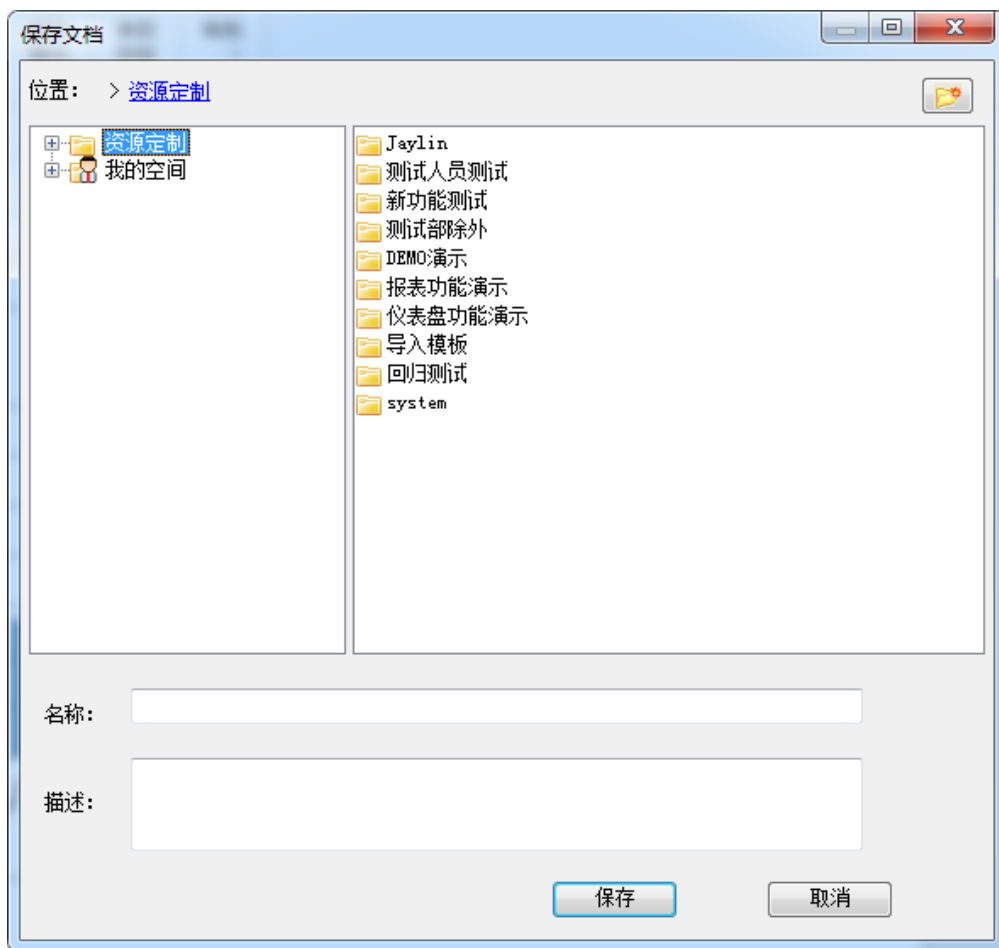 保存文档
位置： > 资源定制
资源定制
我的空间
Jaylin
测试人员测试
新功能测试
测试部除外
DEMO演示
报表功能演示
仪表盘功能演示
导入模板
回归测试
system
名称：
描述：
保存 取消